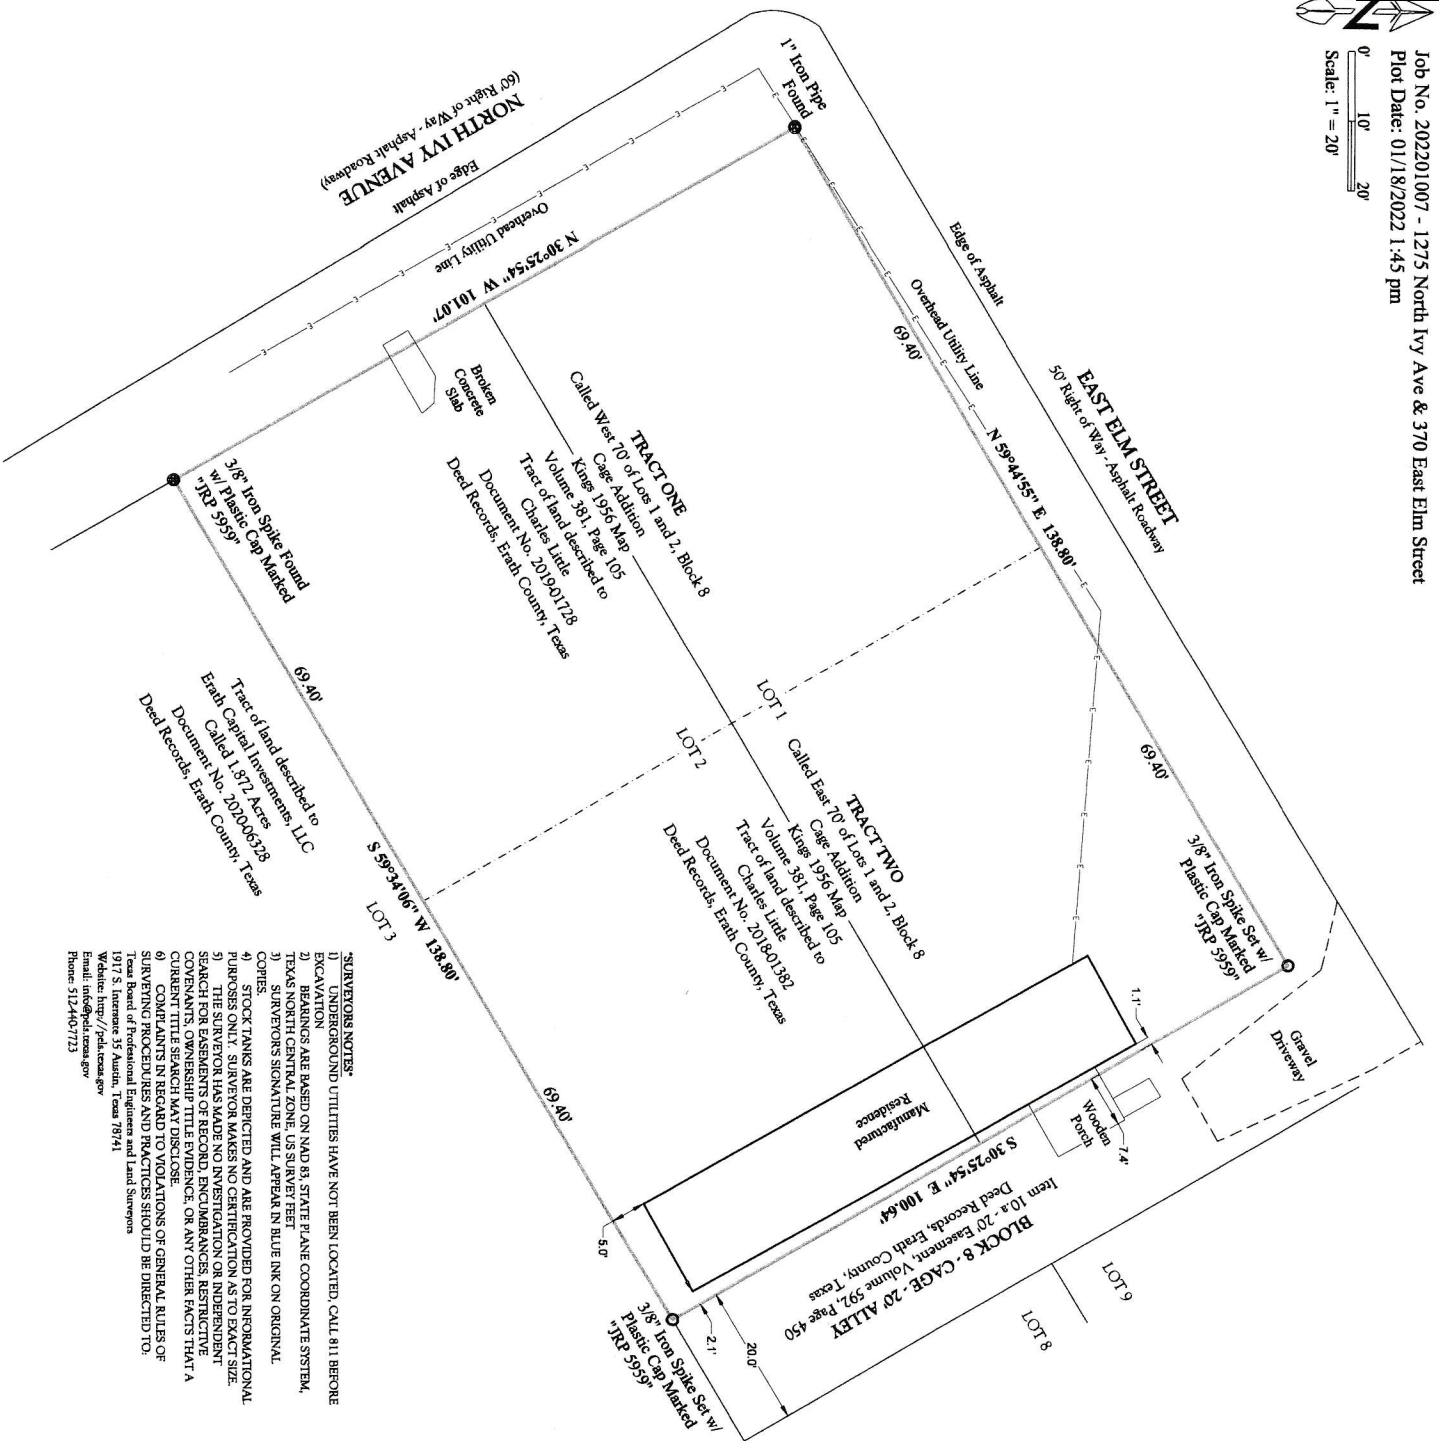 Job No. 202201007 - 1275 North Ivy Ave & 370 East Elm Street
Plot Date: 01/18/2022 1:45 pm
0' 10' 20'
Scale: 1" = 20'
N
EAST ELM STREET
50' Right of Way - Asphalt Roadway
Edge of Asphalt
Overhead Utility Line
69.40'
N 59°44'55" E 138.80'
69.40'
1" Iron Pipe
Found
3/8" Iron Spike Set w/
Plastic Cap Marked
"JRP 5959"
Gravel
Driveway
NORTH IVY AVENUE
(60' Right of Way - Asphalt Roadway)
Edge of Asphalt
Overhead Utility Line
N 30°25'54" W 101.07'
Broken
Concrete
Slab
TRACT ONE
Called West 70' of Lots 1 and 2, Block 8
Cage Addition
Kings 1956 Map
Volume 381, Page 105
Tract of land described to
Charles Little
Document No. 2019-01728
Deed Records, Erath County, Texas
LOT 1
LOT 2
TRACT TWO
Called East 70' of Lots 1 and 2, Block 8
Cage Addition
Kings 1956 Map
Volume 381, Page 105
Tract of land described to
Charles Little
Document No. 2018-01382
Deed Records, Erath County, Texas
1.1'
Manufactured
Residence
Wooden
Porch
7.4'
S 30°25'54" E 100.64'
BLOCK 8 - CAGE - 20' ALLEY
Item 10.a - 20' Easement, Volume 592, Page 450
Deed Records, Erath County, Texas
LOT 9
LOT 8
3/8" Iron Spike Found
w/ Plastic Cap Marked
"JRP 5959"
69.40'
S 59°34'06" W 138.80'
69.40'
LOT 3
5.0'
2.1'
20.0'
3/8" Iron Spike Set w/
Plastic Cap Marked
"JRP 5959"
Tract of land described to
Erath Capital Investments, LLC
Called 1.872 Acres
Document No. 2020-06328
Deed Records, Erath County, Texas
*SURVEYORS NOTES*
1) UNDERGROUND UTILITIES HAVE NOT BEEN LOCATED, CALL 811 BEFORE
EXCAVATION
2) BEARINGS ARE BASED ON NAD 83, STATE PLANE COORDINATE SYSTEM,
TEXAS NORTH CENTRAL ZONE, US SURVEY FEET
3) SURVEYOR'S SIGNATURE WILL APPEAR IN BLUE INK ON ORIGINAL
COPIES.
4) STOCK TANKS ARE DEPICTED AND ARE PROVIDED FOR INFORMATIONAL
PURPOSES ONLY. SURVEYOR MAKES NO CERTIFICATION AS TO EXACT SIZE.
5) THE SURVEYOR HAS MADE NO INVESTIGATION OR INDEPENDENT
SEARCH FOR EASEMENTS OF RECORD, ENCUMBRANCES, RESTRICTIVE
COVENANTS, OWNERSHIP TITLE EVIDENCE, OR ANY OTHER FACTS THAT A
CURRENT TITLE SEARCH MAY DISCLOSE.
6) COMPLAINTS IN REGARD TO VIOLATIONS OF GENERAL RULES OF
SURVEYING PROCEDURES AND PRACTICES SHOULD BE DIRECTED TO:
Texas Board of Professional Engineers and Land Surveyors
1917 S. Interstate 35 Austin, Texas 78741
Website: http://pels.texas.gov
Email: info@pels.texas.gov
Phone: 512-440-7723